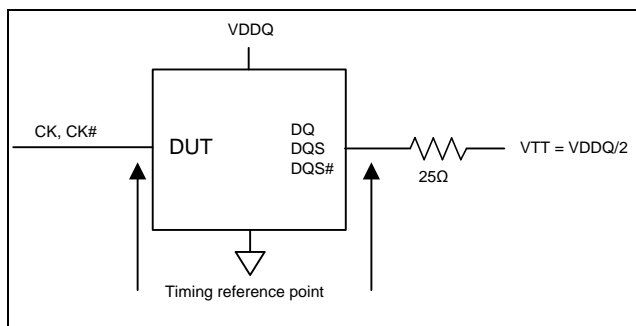 VDDQ
CK, CK#
DUT
DQ
DQS
DQS#
25Ω
VTT = VDDQ/2
Timing reference point